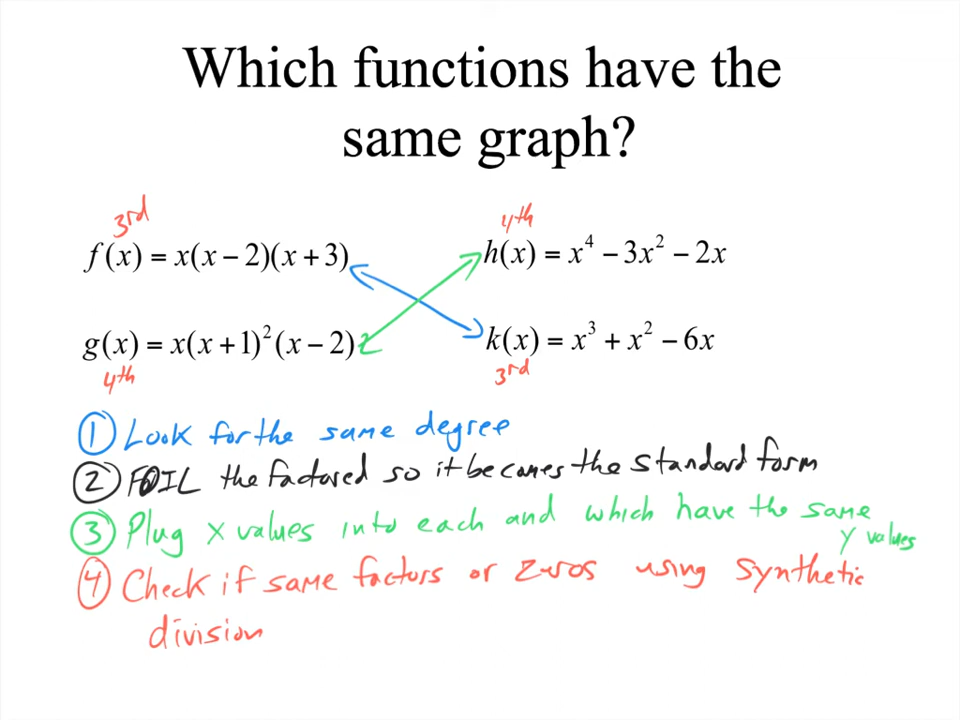 Which functions have the
same graph?
3rd
4th
f(x) = x(x − 2)(x + 3)
h(x) = x⁴ − 3x² − 2x
g(x) = x(x + 1)²(x − 2)
k(x) = x³ + x² − 6x
4th
3rd
① Look for the same degree
② FOIL the factored so it becomes the standard form
③ Plug x values into each and which have the same
y values
④ Check if same factors or zeros using synthetic
division